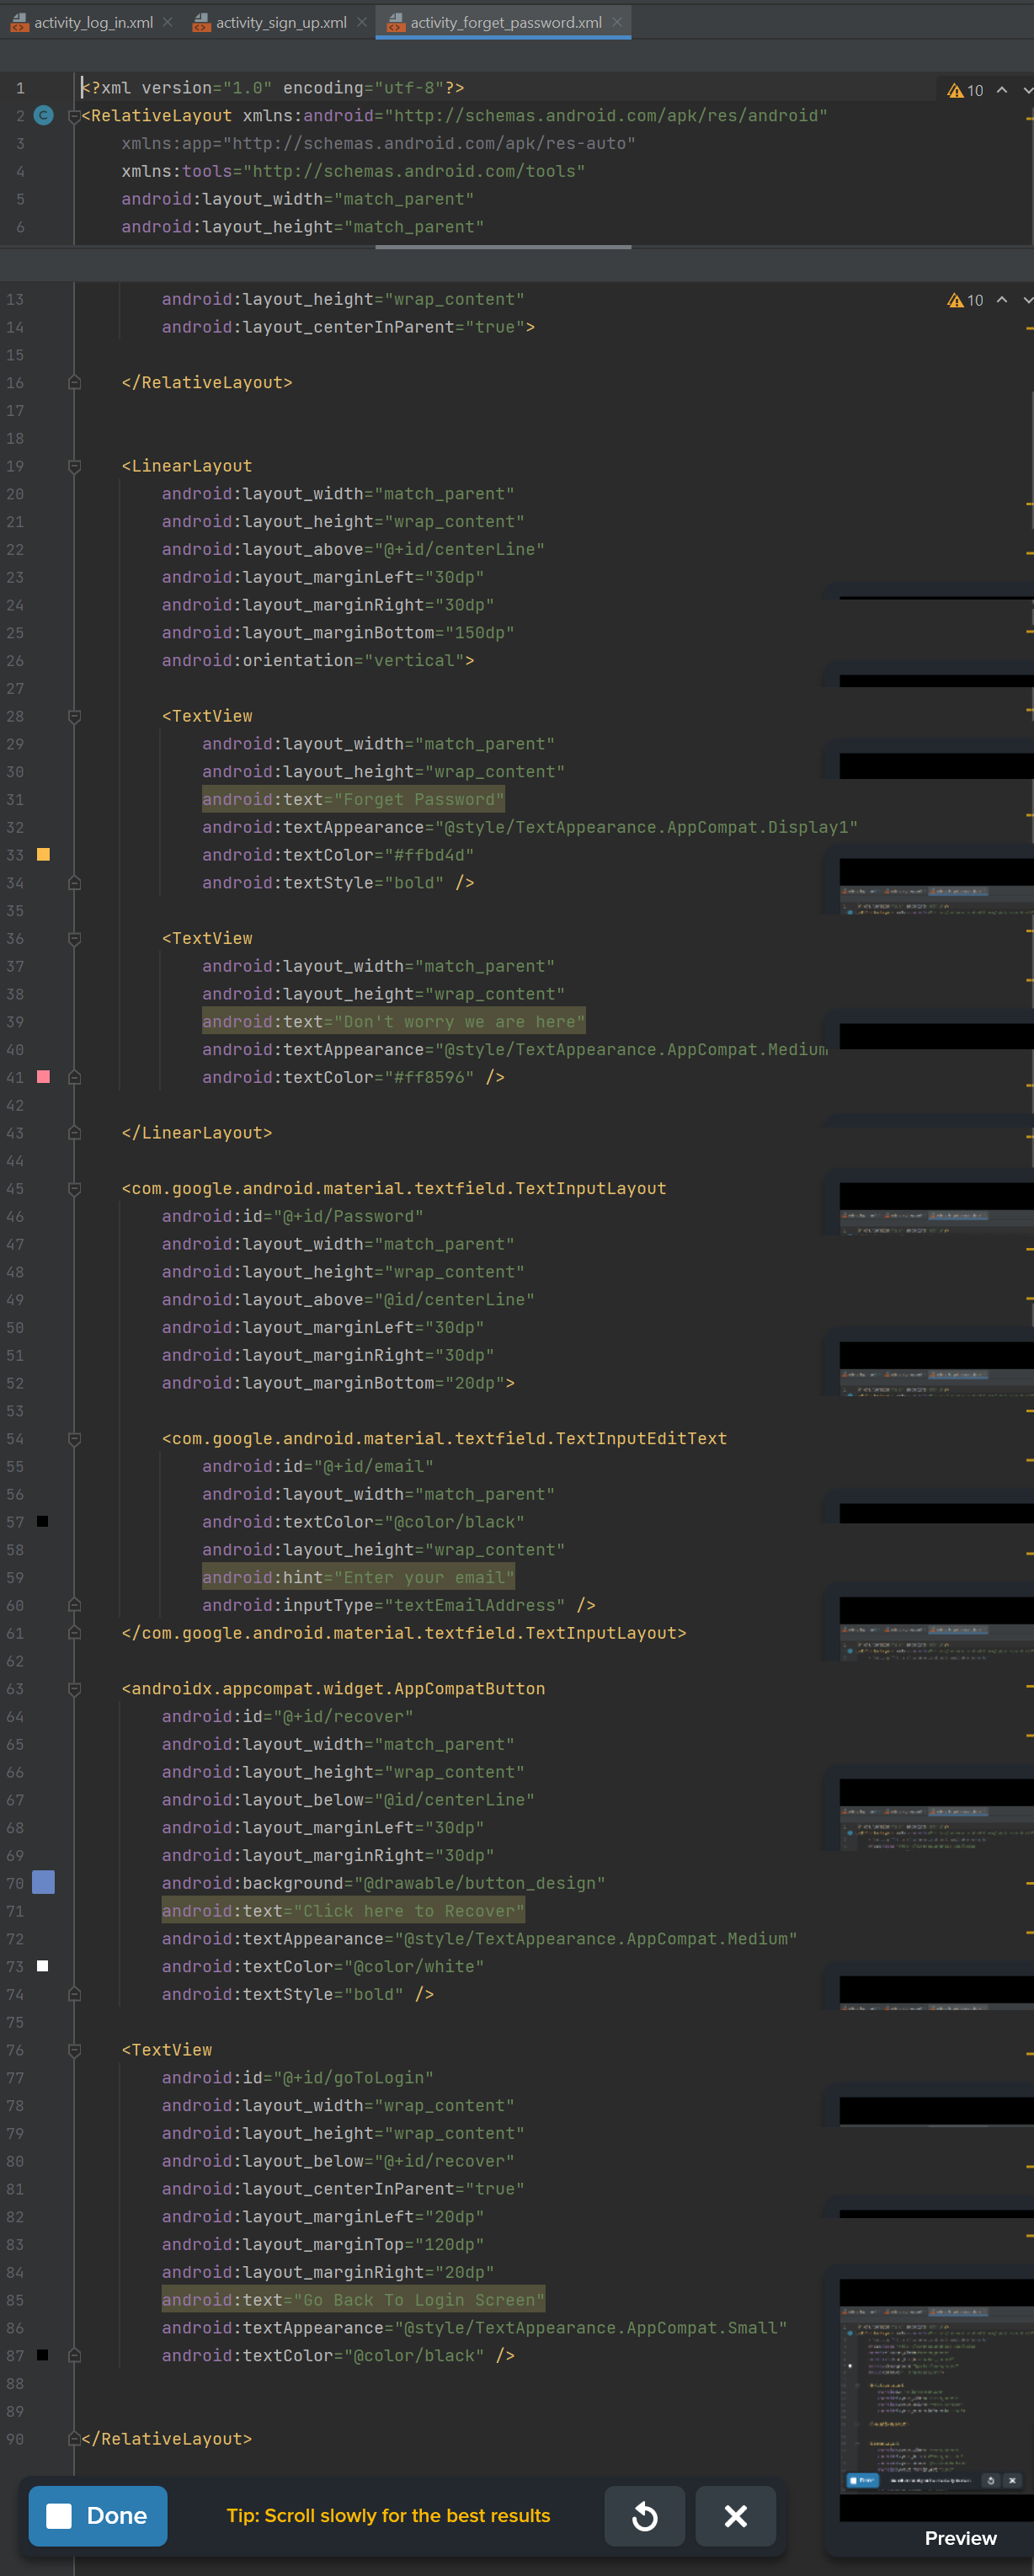 activity_log_in.xml activity_sign_up.xml activity_forget_password.xml
1 <?xml version="1.0" encoding="utf-8"?> 10
2 <RelativeLayout xmlns:android="http://schemas.android.com/apk/res/android"
3 xmlns:app="http://schemas.android.com/apk/res-auto"
4 xmlns:tools="http://schemas.android.com/tools"
5 android:layout_width="match_parent"
6 android:layout_height="match_parent"
13 android:layout_height="wrap_content" 10
14 android:layout_centerInParent="true">
15
16 </RelativeLayout>
17
18
19 <LinearLayout
20 android:layout_width="match_parent"
21 android:layout_height="wrap_content"
22 android:layout_above="@+id/centerLine"
23 android:layout_marginLeft="30dp"
24 android:layout_marginRight="30dp"
25 android:layout_marginBottom="150dp"
26 android:orientation="vertical">
27
28 <TextView
29 android:layout_width="match_parent"
30 android:layout_height="wrap_content"
31 android:text="Forget Password"
32 android:textAppearance="@style/TextAppearance.AppCompat.Display1"
33 android:textColor="#ffbd4d"
34 android:textStyle="bold" />
35
36 <TextView
37 android:layout_width="match_parent"
38 android:layout_height="wrap_content"
39 android:text="Don't worry we are here"
40 android:textAppearance="@style/TextAppearance.AppCompat.Medium
41 android:textColor="#ff8596" />
42
43 </LinearLayout>
44
45 <com.google.android.material.textfield.TextInputLayout
46 android:id="@+id/Password"
47 android:layout_width="match_parent"
48 android:layout_height="wrap_content"
49 android:layout_above="@id/centerLine"
50 android:layout_marginLeft="30dp"
51 android:layout_marginRight="30dp"
52 android:layout_marginBottom="20dp">
53
54 <com.google.android.material.textfield.TextInputEditText
55 android:id="@+id/email"
56 android:layout_width="match_parent"
57 android:textColor="@color/black"
58 android:layout_height="wrap_content"
59 android:hint="Enter your email"
60 android:inputType="textEmailAddress" />
61 </com.google.android.material.textfield.TextInputLayout>
62
63 <androidx.appcompat.widget.AppCompatButton
64 android:id="@+id/recover"
65 android:layout_width="match_parent"
66 android:layout_height="wrap_content"
67 android:layout_below="@id/centerLine"
68 android:layout_marginLeft="30dp"
69 android:layout_marginRight="30dp"
70 android:background="@drawable/button_design"
71 android:text="Click here to Recover"
72 android:textAppearance="@style/TextAppearance.AppCompat.Medium"
73 android:textColor="@color/white"
74 android:textStyle="bold" />
75
76 <TextView
77 android:id="@+id/goToLogin"
78 android:layout_width="wrap_content"
79 android:layout_height="wrap_content"
80 android:layout_below="@+id/recover"
81 android:layout_centerInParent="true"
82 android:layout_marginLeft="20dp"
83 android:layout_marginTop="120dp"
84 android:layout_marginRight="20dp"
85 android:text="Go Back To Login Screen"
86 android:textAppearance="@style/TextAppearance.AppCompat.Small"
87 android:textColor="@color/black" />
88
89
90 </RelativeLayout>
Done Tip: Scroll slowly for the best results
Preview